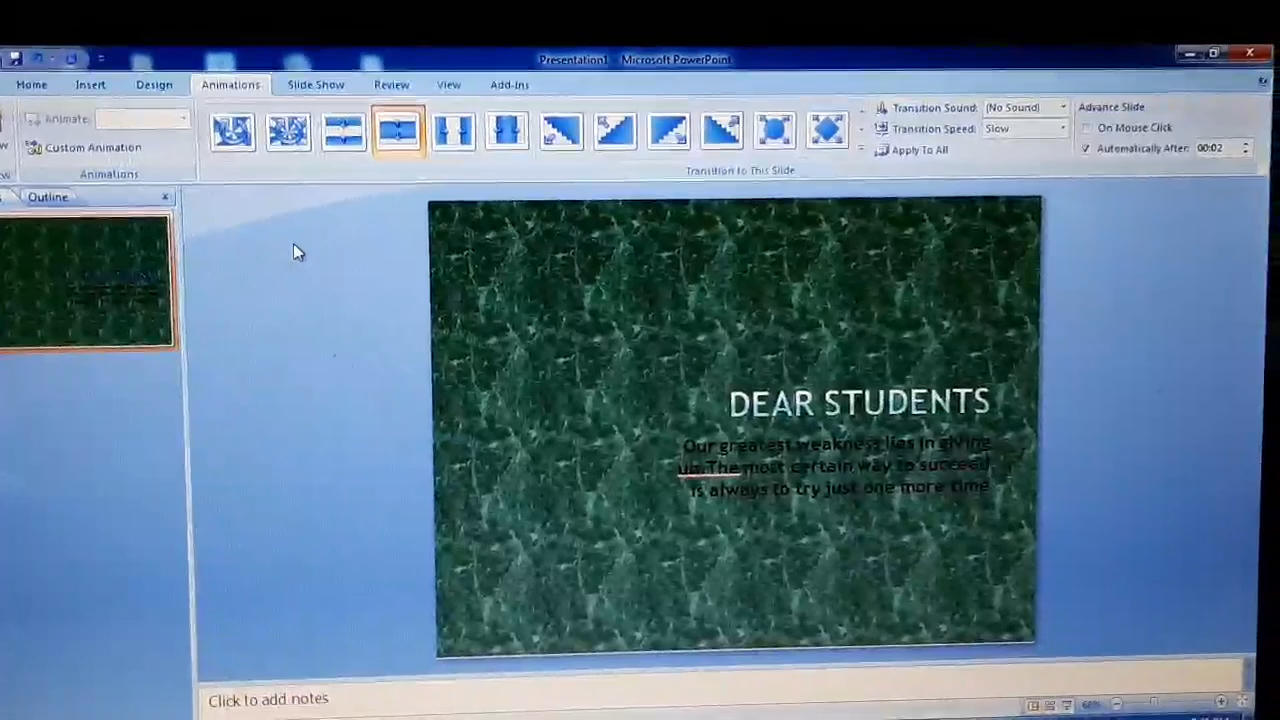 Presentation1 - Microsoft PowerPoint
Home Insert Design Animations Slide Show Review View Add-Ins
Animate:
Custom Animation
Animations
Transition Sound: (No Sound)
Transition Speed: Slow
Apply To All
Transition to This Slide
Advance Slide
On Mouse Click
Automatically After: 00:02
Outline
DEAR STUDENTS
Our greatest weakness lies in giving
up.The most certain way to succeed
is always to try just one more time
Click to add notes
68%